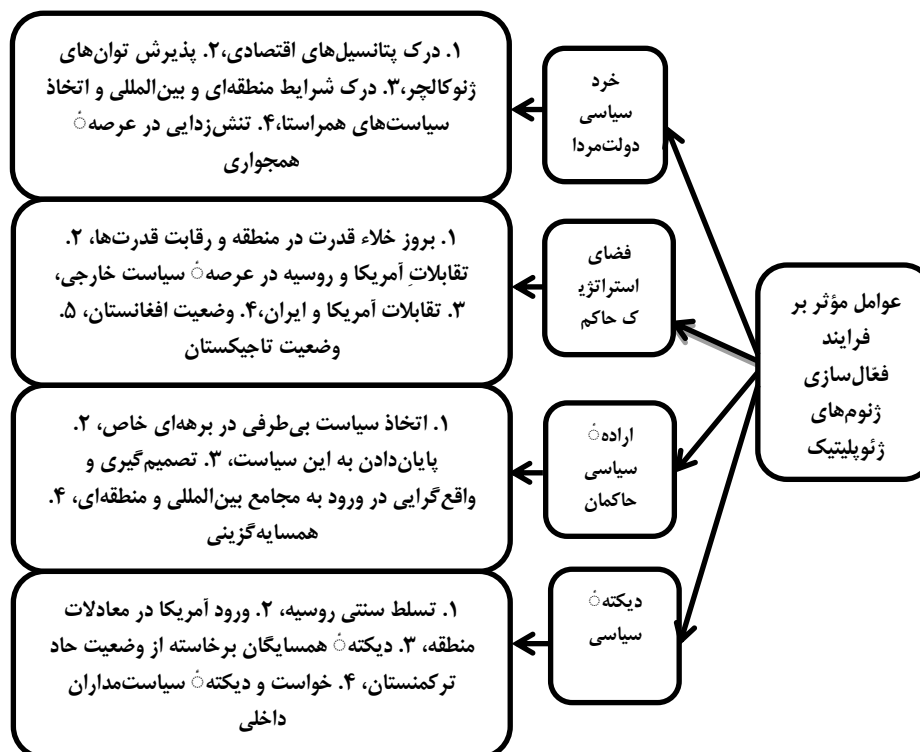 عوامل مؤثر بر
فرایند
فعّال‌سازی
ژنوم‌های
ژئوپلیتیک
خرد
سیاسی
دولت‌مردا
۱. درک پتانسیل‌های اقتصادی،۲. پذیرش توان‌های
ژنوکالچر،۳. درک شرایط منطقه‌ای و بین‌المللی و اتخاذ
سیاست‌های همراستا،۴. تنش‌زدایی در عرصهٔ
همجواری
فضای
استراتژی
ک حاکم
۱. بروز خلاء قدرت در منطقه و رقابت قدرت‌ها، ۲.
تقابلاتِ آمریکا و روسیه در عرصهٔ سیاست خارجی،
۳. تقابلات آمریکا و ایران،۴. وضعیت افغانستان، ۵.
وضعیت تاجیکستان
ارادهٔ
سیاسی
حاکمان
۱. اتخاذ سیاست بی‌طرفی در برهه‌ای خاص، ۲.
پایان‌دادن به این سیاست، ۳. تصمیم‌گیری و
واقع‌گرایی در ورود به مجامع بین‌المللی و منطقه‌ای، ۴.
همسایه‌گزینی
دیکتهٔ
سیاسی
۱. تسلط سنتی روسیه، ۲. ورود آمریکا در معادلات
منطقه، ۳. دیکتهٔ همسایگان برخاسته از وضعیت حاد
ترکمنستان، ۴. خواست و دیکتهٔ سیاست‌مداران
داخلی